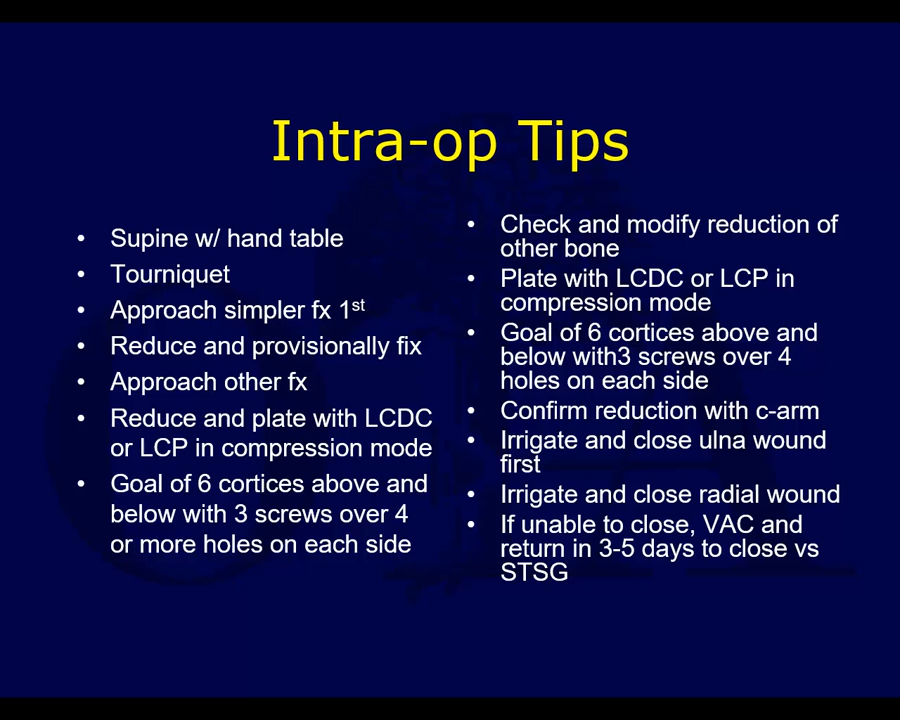 Intra-op Tips
• Supine w/ hand table
• Tourniquet
• Approach simpler fx 1st
• Reduce and provisionally fix
• Approach other fx
• Reduce and plate with LCDC
or LCP in compression mode
• Goal of 6 cortices above and
below with 3 screws over 4
or more holes on each side
• Check and modify reduction of
other bone
• Plate with LCDC or LCP in
compression mode
• Goal of 6 cortices above and
below with3 screws over 4
holes on each side
• Confirm reduction with c-arm
• Irrigate and close ulna wound
first
• Irrigate and close radial wound
• If unable to close, VAC and
return in 3-5 days to close vs
STSG